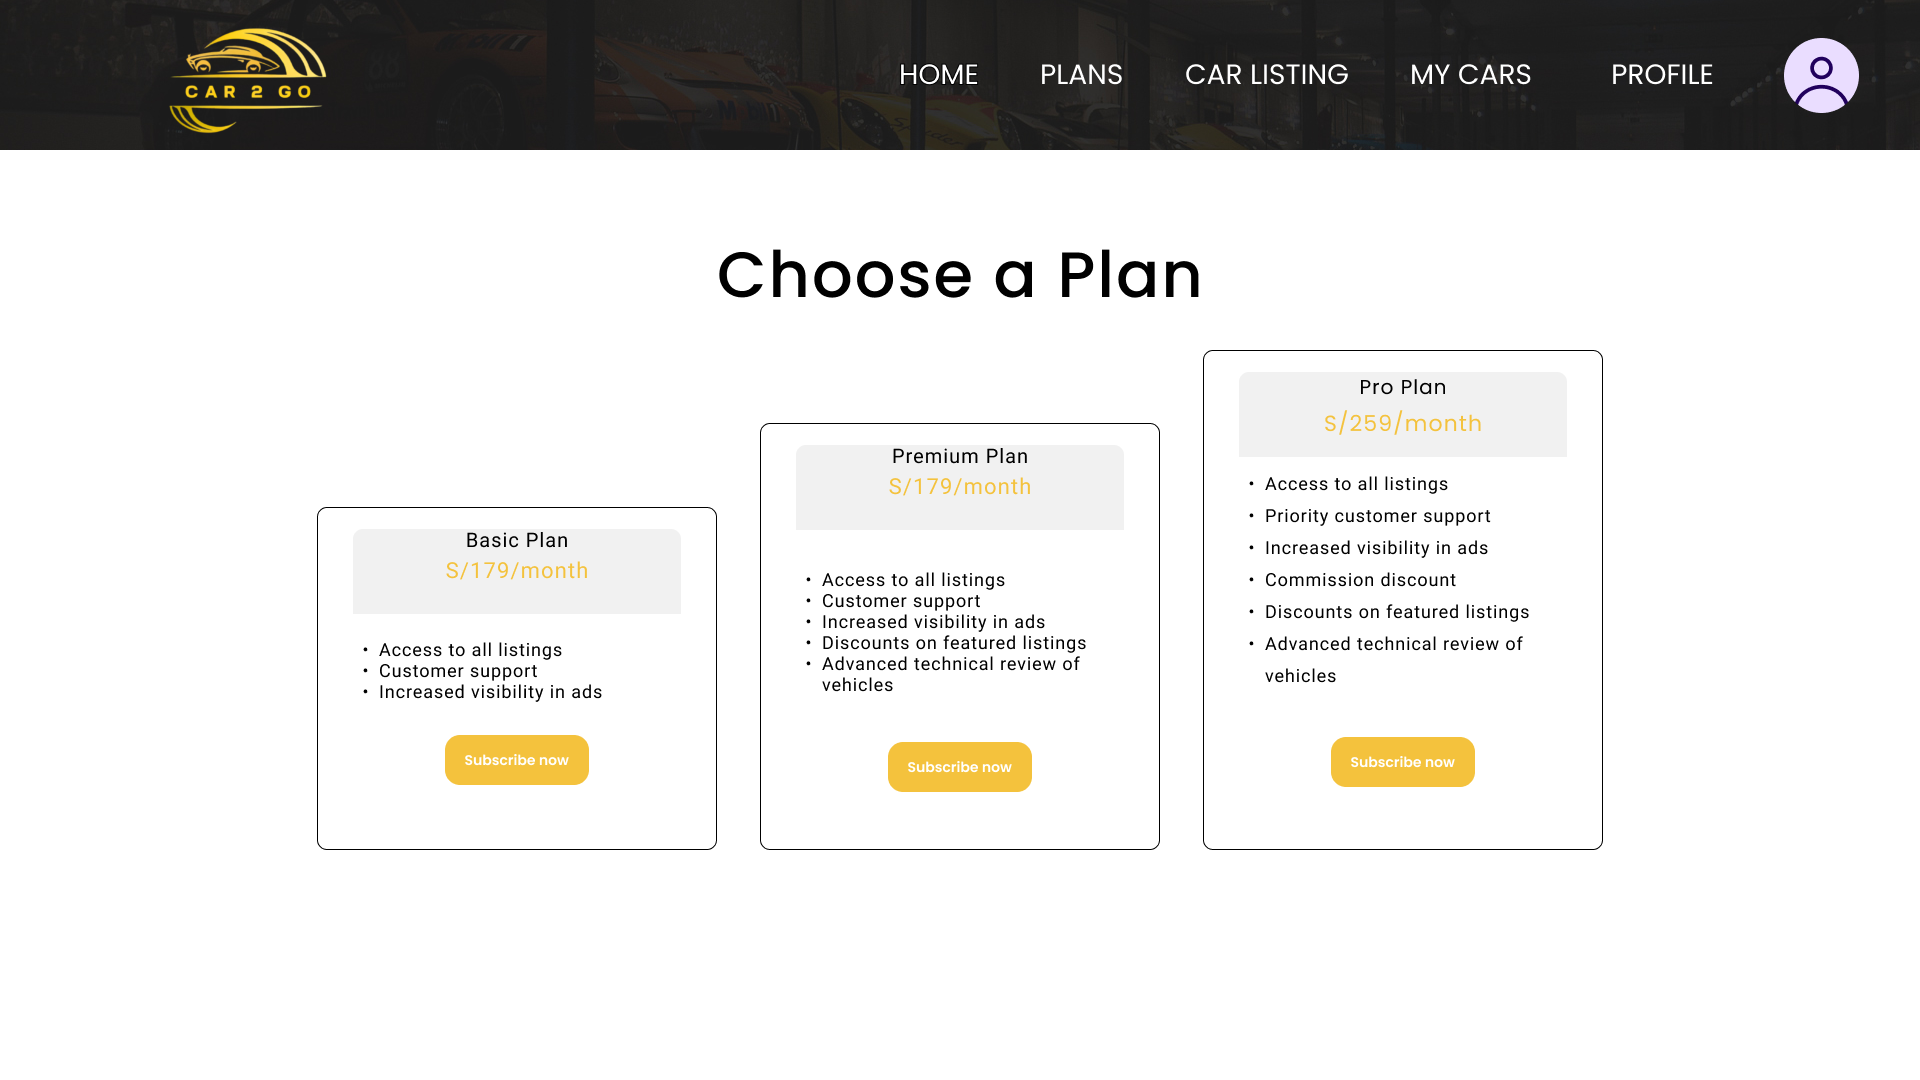 CAR 2 GO
HOME
PLANS
CAR LISTING
MY CARS
PROFILE
Choose a Plan
Basic Plan
S/179/month
• Access to all listings
• Customer support
• Increased visibility in ads
Subscribe now
Premium Plan
S/179/month
• Access to all listings
• Customer support
• Increased visibility in ads
• Discounts on featured listings
• Advanced technical review of
vehicles
Subscribe now
Pro Plan
S/259/month
• Access to all listings
• Priority customer support
• Increased visibility in ads
• Commission discount
• Discounts on featured listings
• Advanced technical review of
vehicles
Subscribe now